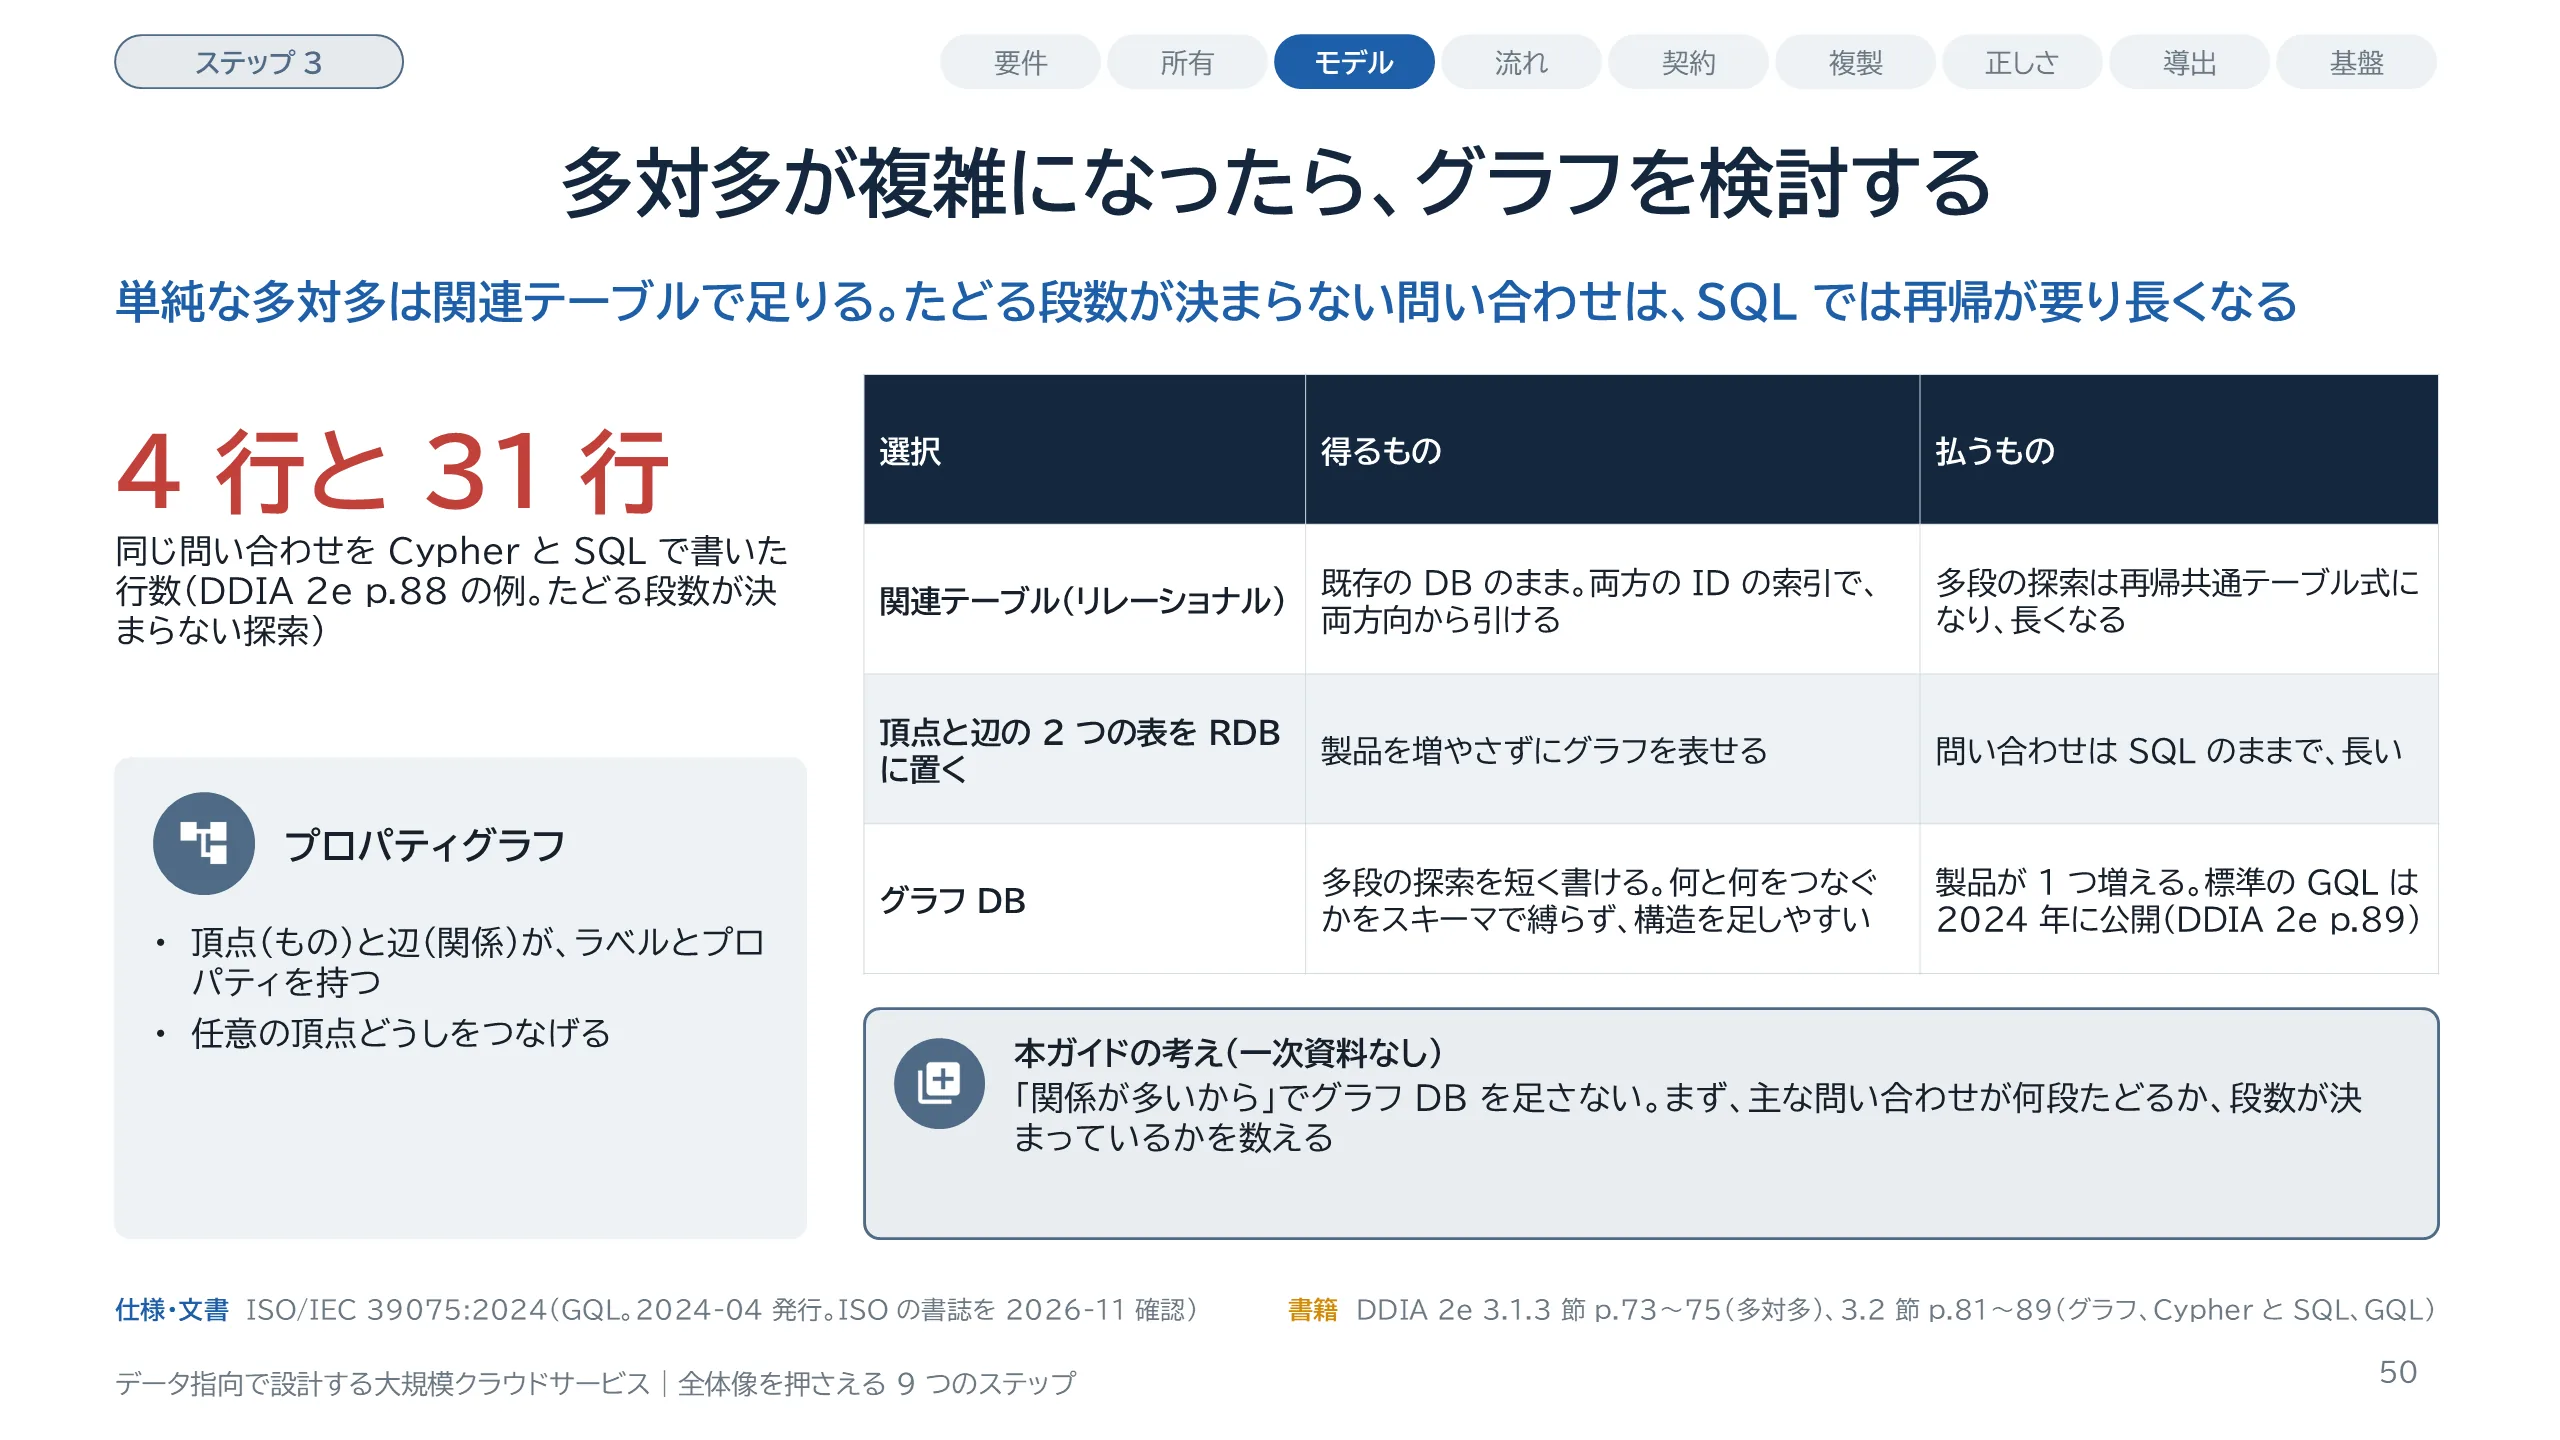 ステップ 3
要件
所有
モデル
流れ
契約
複製
正しさ
導出
基盤
多対多が複雑になったら、グラフを検討する
単純な多対多は関連テーブルで足りる。たどる段数が決まらない問い合わせは、SQL では再帰が要り長くなる
4 行と 31 行
同じ問い合わせを Cypher と SQL で書いた
行数（DDIA 2e p.88 の例。たどる段数が決
まらない探索）
プロパティグラフ
• 頂点（もの）と辺（関係）が、ラベルとプロ
パティを持つ
• 任意の頂点どうしをつなげる
選択
得るもの
払うもの
関連テーブル（リレーショナル）
既存の DB のまま。両方の ID の索引で、
両方向から引ける
多段の探索は再帰共通テーブル式に
なり、長くなる
頂点と辺の 2 つの表を RDB
に置く
製品を増やさずにグラフを表せる
問い合わせは SQL のままで、長い
グラフ DB
多段の探索を短く書ける。何と何をつなぐ
かをスキーマで縛らず、構造を足しやすい
製品が 1 つ増える。標準の GQL は
2024 年に公開（DDIA 2e p.89）
本ガイドの考え（一次資料なし）
「関係が多いから」でグラフ DB を足さない。まず、主な問い合わせが何段たどるか、段数が決
まっているかを数える
仕様・文書 ISO/IEC 39075:2024（GQL。2024-04 発行。ISO の書誌を 2026-11 確認）
書籍 DDIA 2e 3.1.3 節 p.73～75（多対多）、3.2 節 p.81～89（グラフ、Cypher と SQL、GQL）
データ指向で設計する大規模クラウドサービス｜全体像を押さえる 9 つのステップ
50